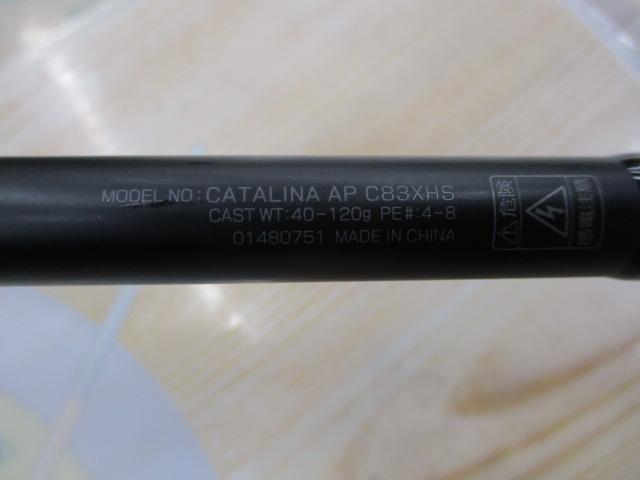 MODEL NO: CATALINA AP C83XHS
CAST WT:40-120g PE#:4-8
01480751 MADE IN CHINA
危険
感電注意